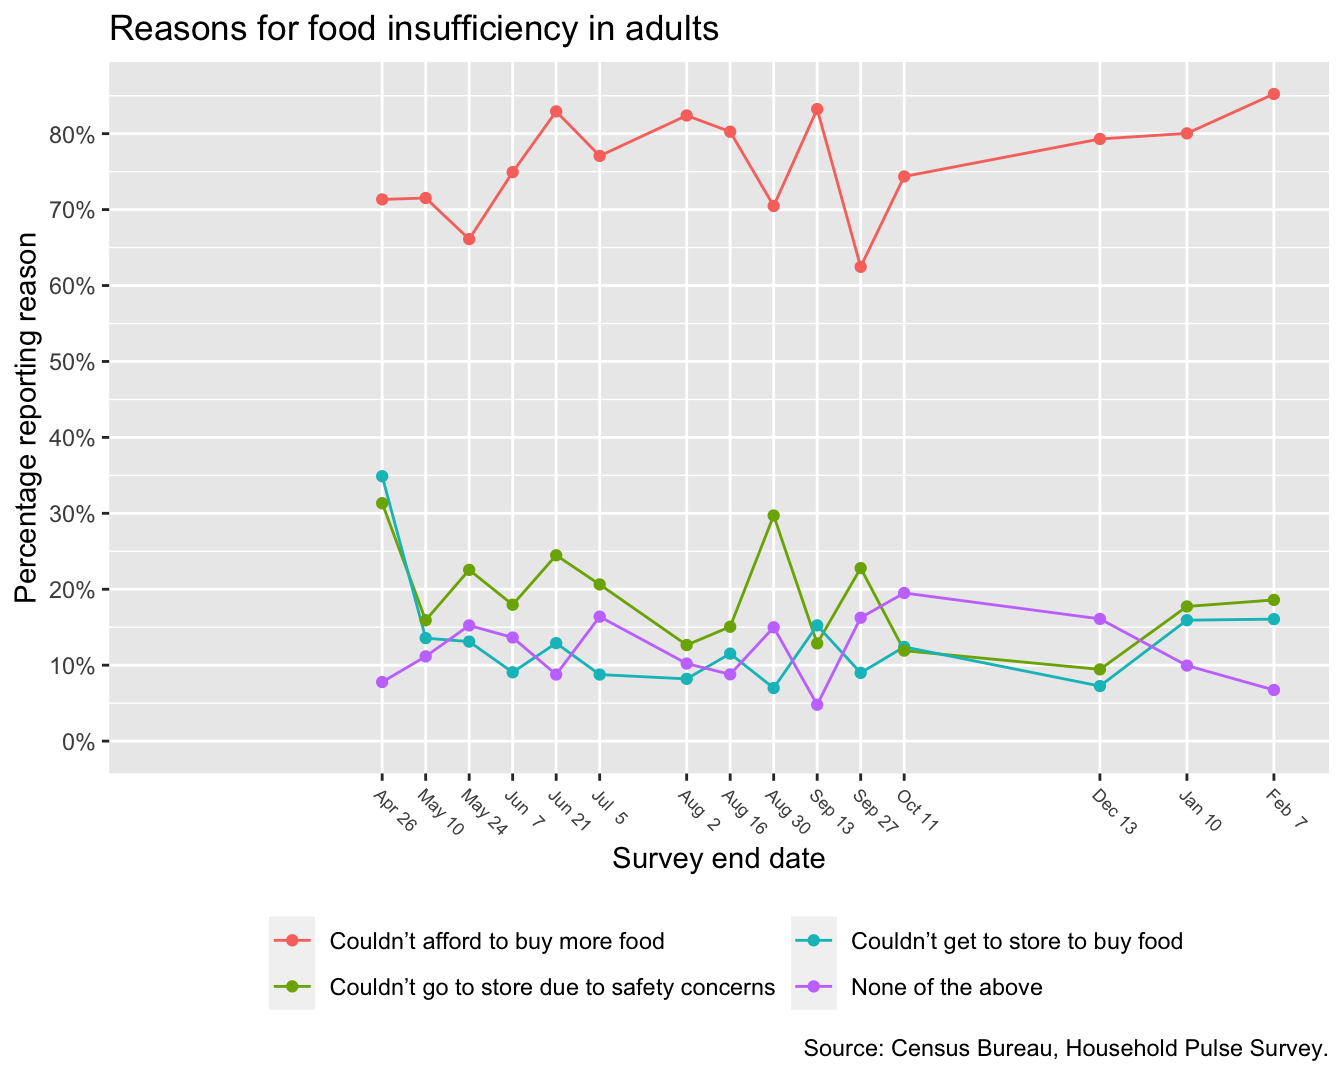 Reasons for food insufficiency in adults
Percentage reporting reason
80%
70%
60%
50%
40%
30%
20%
10%
0%
Apr 26
May 10
May 24
Jun 7
Jun 21
Jul 5
Aug 2
Aug 16
Aug 30
Sep 13
Sep 27
Oct 11
Dec 13
Jan 10
Feb 7
Survey end date
Couldn’t afford to buy more food
Couldn’t get to store to buy food
Couldn’t go to store due to safety concerns
None of the above
Source: Census Bureau, Household Pulse Survey.